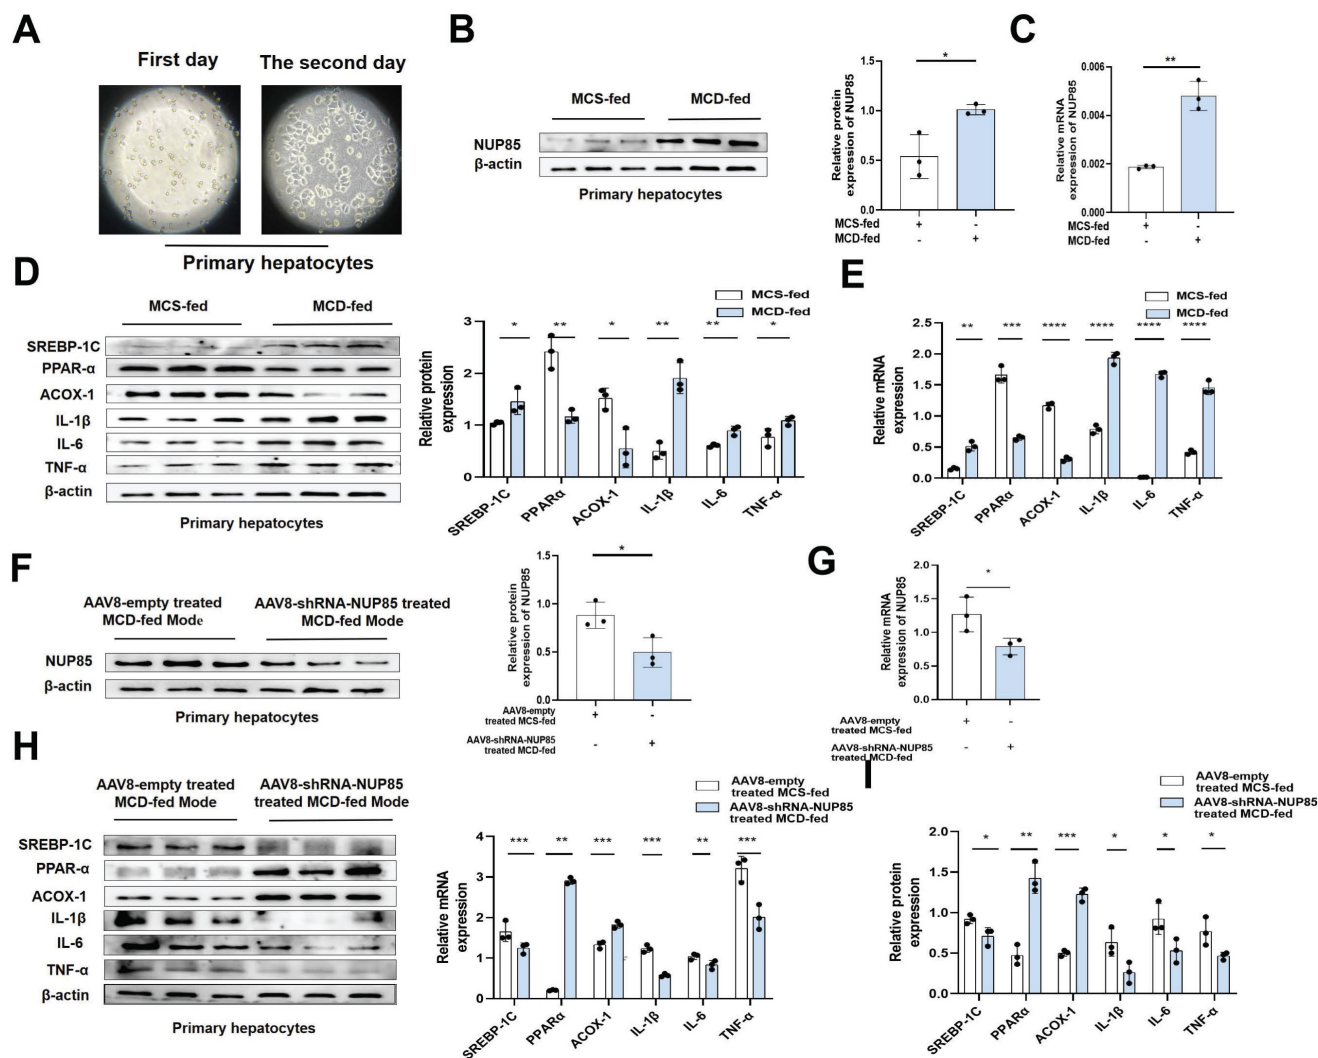 A
First day
The second day
Primary hepatocytes
B
MCS-fed
MCD-fed
NUP85
β-actin
Primary hepatocytes
Relative protein
expression of NUP85
1.5
1.0
0.5
0.0
*
MCS-fed + -
MCD-fed - +
C
Relative mRNA
expression of NUP85
0.006
0.004
0.002
0.000
**
MCS-fed + -
MCD-fed - +
D
MCS-fed
MCD-fed
SREBP-1C
PPAR-α
ACOX-1
IL-1β
IL-6
TNF-α
β-actin
Primary hepatocytes
MCS-fed
MCD-fed
Relative protein
expression
3
2
1
0
* ** * ** ** *
SREBP-1C
PPARα
ACOX-1
IL-1β
IL-6
TNF-α
E
MCS-fed
MCD-fed
Relative mRNA
expression
2.5
2.0
1.5
1.0
0.5
0.0
** *** **** **** **** ****
SREBP-1C
PPARα
ACOX-1
IL-1β
IL-6
TNF-α
F
AAV8-empty treated
MCD-fed Mode
AAV8-shRNA-NUP85 treated
MCD-fed Mode
NUP85
β-actin
Primary hepatocytes
Relative protein
expression of NUP85
1.5
1.0
0.5
0.0
*
AAV8-empty
treated MCS-fed + -
AAV8-shRNA-NUP85
treated MCD-fed - +
G
Relative mRNA
expression of NUP85
2.0
1.5
1.0
0.5
0.0
*
AAV8-empty
treated MCS-fed + -
AAV8-shRNA-NUP85
treated MCD-fed - +
H
AAV8-empty treated
MCD-fed Mode
AAV8-shRNA-NUP85
treated MCD-fed Mode
SREBP-1C
PPAR-α
ACOX-1
IL-1β
IL-6
TNF-α
β-actin
Primary hepatocytes
AAV8-empty
treated MCS-fed
AAV8-shRNA-NUP85
treated MCD-fed
Relative mRNA
expression
4
3
2
1
0
*** ** *** *** ** ***
SREBP-1C
PPARα
ACOX-1
IL-1β
IL-6
TNF-α
I
AAV8-empty
treated MCS-fed
AAV8-shRNA-NUP85
treated MCD-fed
Relative protein
expression
2.0
1.5
1.0
0.5
0.0
* ** *** * * *
SREBP-1C
PPARα
ACOX-1
IL-1β
IL-6
TNF-α